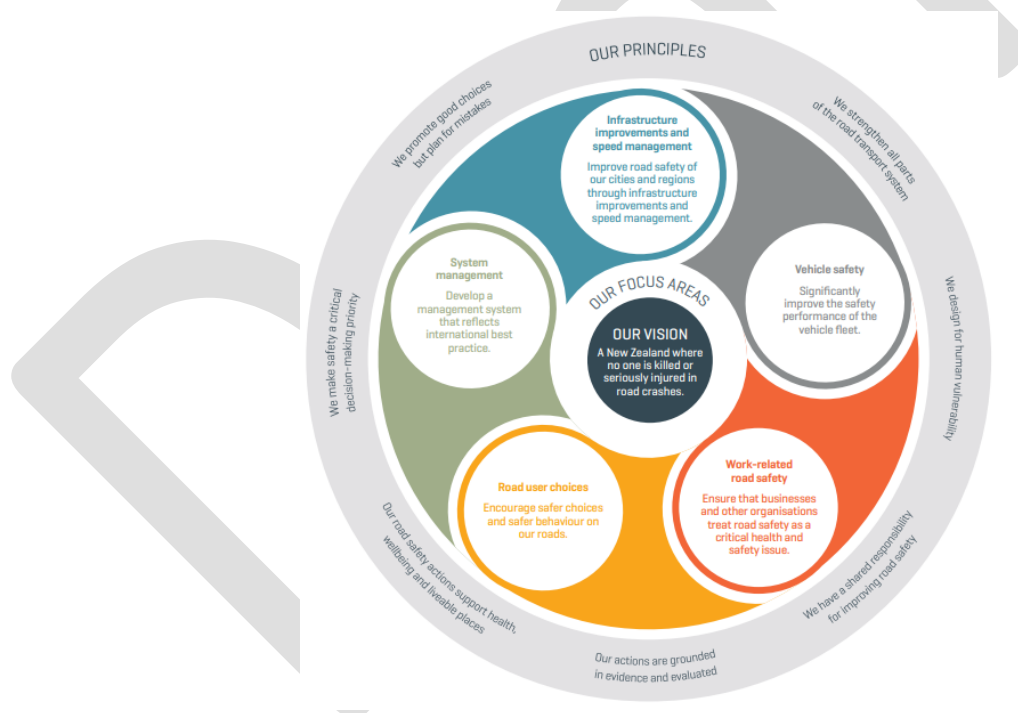 OUR PRINCIPLES
We promote good choices
but plan for mistakes
We strengthen all parts
of the road transport system
We design for human vulnerability
We have a shared responsibility
for improving road safety
Our actions are grounded
in evidence and evaluated
Our road safety actions support health,
wellbeing and liveable places
We make safety a critical
decision-making priority
Infrastructure
improvements and
speed management
Improve road safety of
our cities and regions
through infrastructure
improvements and
speed management.
Vehicle safety
Significantly
improve the safety
performance of the
vehicle fleet.
Work-related
road safety
Ensure that businesses
and other organisations
treat road safety as a
critical health and
safety issue.
Road user choices
Encourage safer choices
and safer behaviour on
our roads.
System
management
Develop a
management system
that reflects
international best
practice.
OUR FOCUS AREAS
OUR VISION
A New Zealand where
no one is killed or
seriously injured in
road crashes.